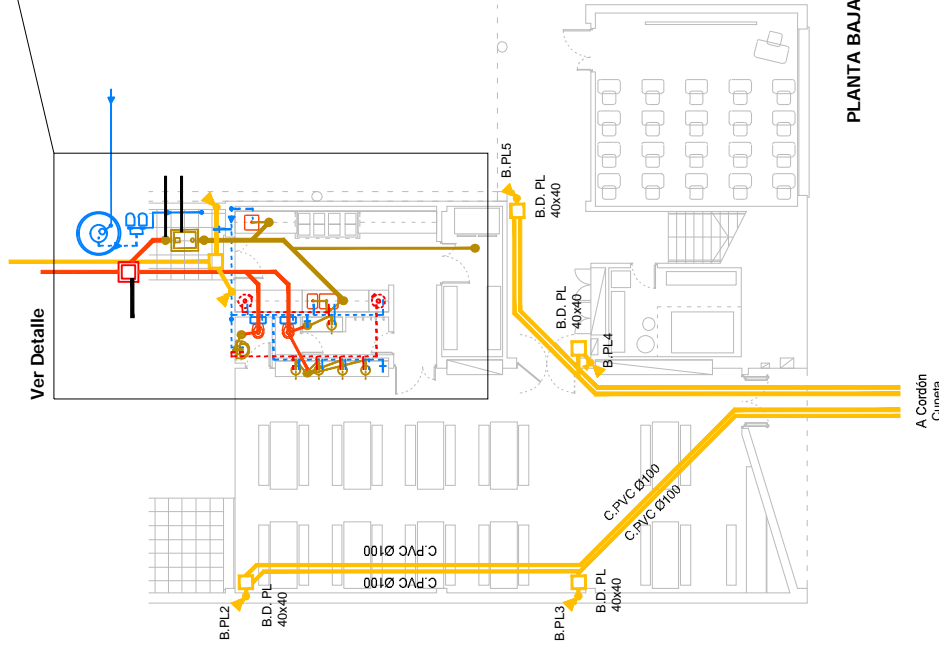 PLANTA BAJA
Ver Detalle
B.PL5
B.D. PL
40x40
B.D. PL
40x40
B.PL4
C.PVC Ø100
C.PVC Ø100
C.PVC Ø100
C.PVC Ø100
B.PL2
B.D. PL
40x40
B.PL3
B.D. PL
40x40
A Cordón
Cuneta